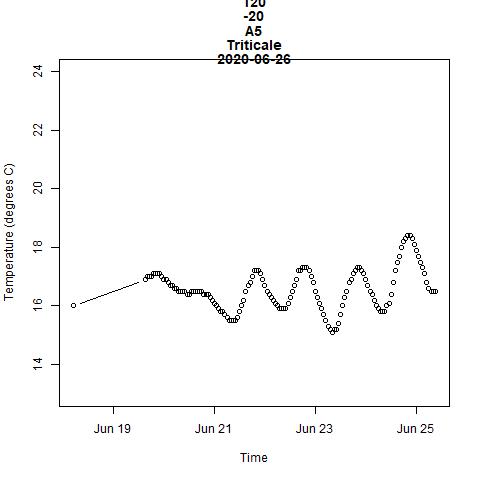 120
-20
A5
Triticale
2020-06-26
24
22
20
18
16
14
Temperature (degrees C)
Jun 19
Jun 21
Jun 23
Jun 25
Time